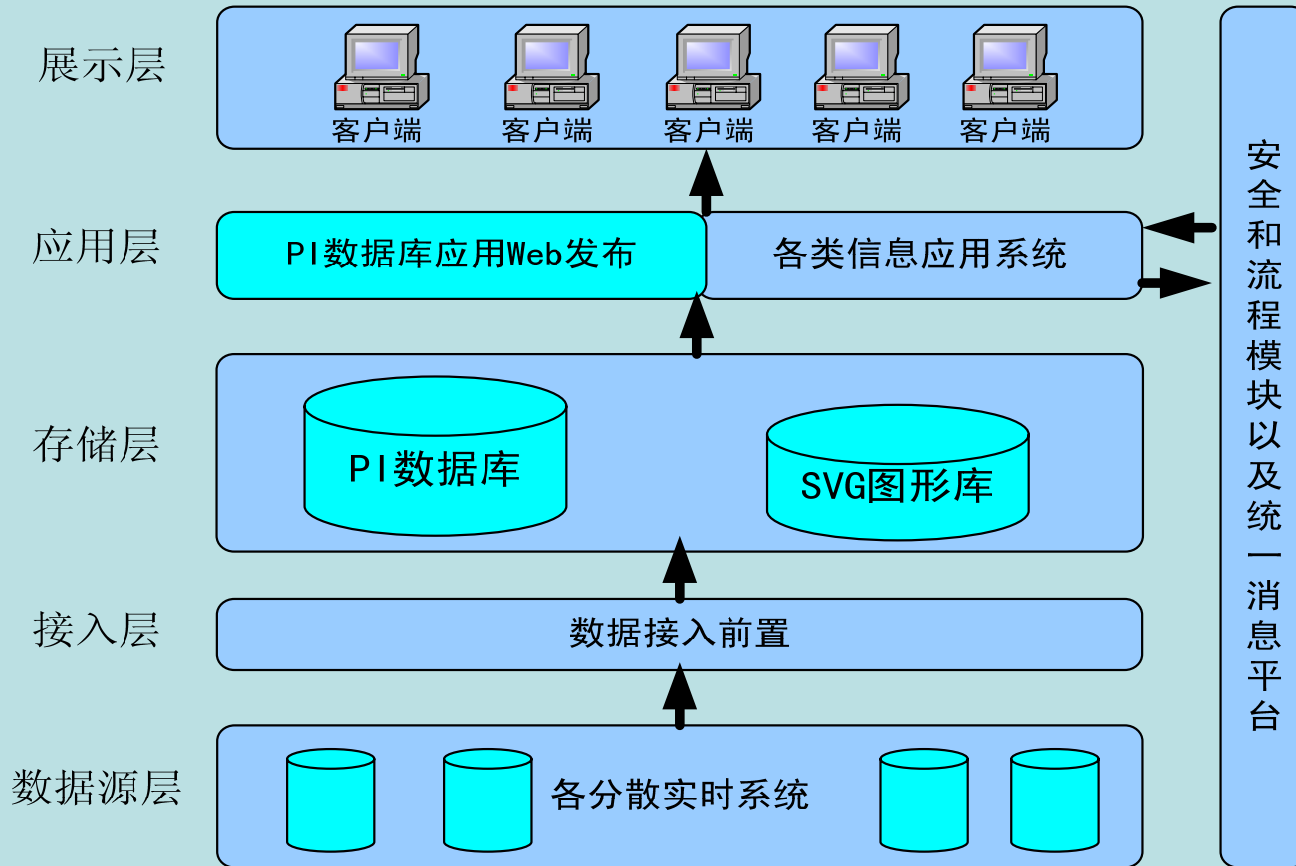 展示层
客户端
客户端
客户端
客户端
客户端
应用层
PI数据库应用Web发布
各类信息应用系统
存储层
PI数据库
SVG图形库
接入层
数据接入前置
数据源层
各分散实时系统
安全和流程模块以及统一消息平台